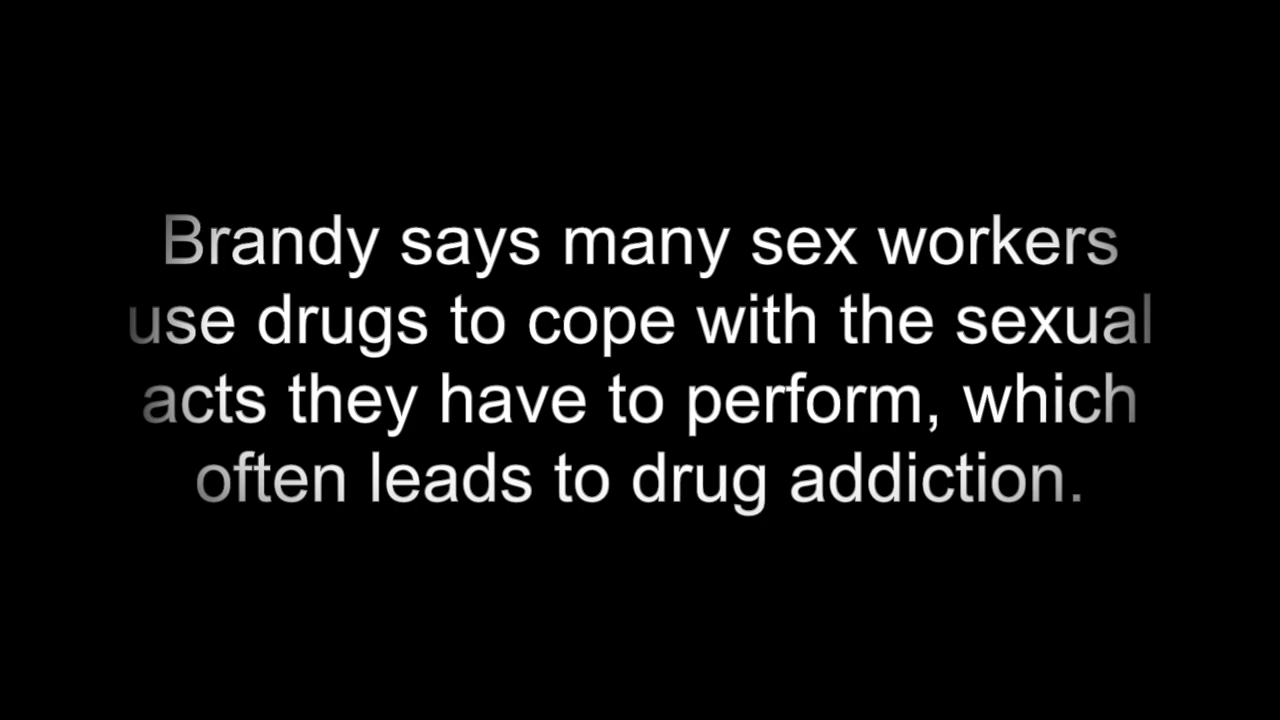 Brandy says many sex workers
use drugs to cope with the sexual
acts they have to perform, which
often leads to drug addiction.